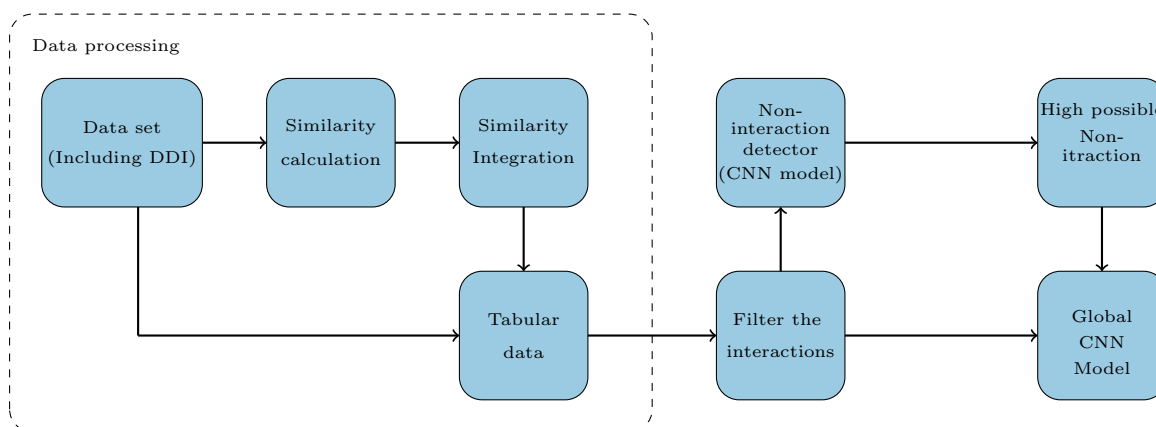 Data processing
Data set
(Including DDI)
Similarity
calculation
Similarity
Integration
Non-
interaction
detector
(CNN model)
High possible
Non-
itraction
Tabular
data
Filter the
interactions
Global
CNN
Model